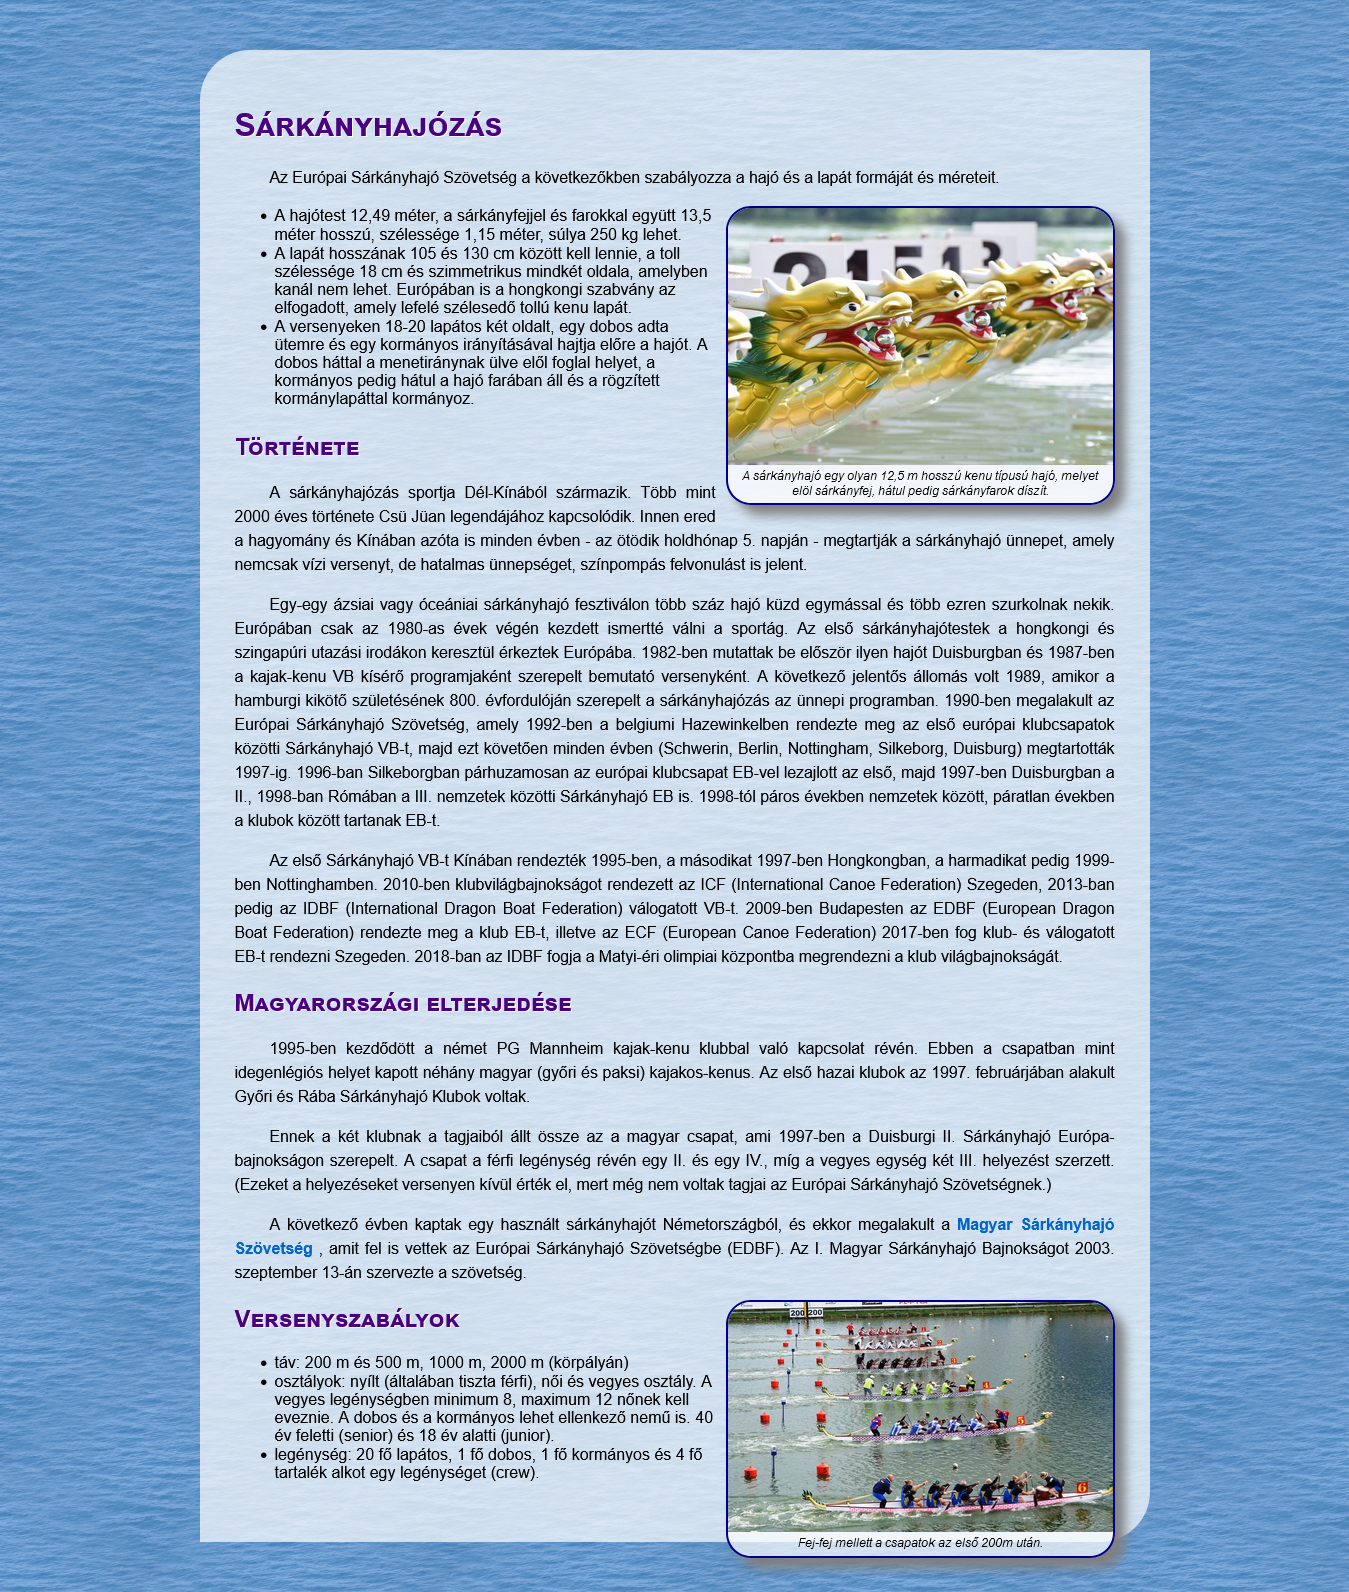 Sárkányhajózás
Az Európai Sárkányhajó Szövetség a következőkben szabályozza a hajó és a lapát formáját és méreteit.
• A hajótest 12,49 méter, a sárkányfejjel és farokkal együtt 13,5
méter hosszú, szélessége 1,15 méter, súlya 250 kg lehet.
• A lapát hosszának 105 és 130 cm között kell lennie, a toll
szélessége 18 cm és szimmetrikus mindkét oldala, amelyben
kanál nem lehet. Európában is a hongkongi szabvány az
elfogadott, amely lefelé szélesedő tollú kenu lapát.
• A versenyeken 18-20 lapátos két oldalt, egy dobos adta
ütemre és egy kormányos irányításával hajtja előre a hajót. A
dobos háttal a menetiránynak ülve elől foglal helyet, a
kormányos pedig hátul a hajó farában áll és a rögzített
kormánylapáttal kormányoz.
2 15 13
A sárkányhajó egy olyan 12,5 m hosszú kenu típusú hajó, melyet
elöl sárkányfej, hátul pedig sárkányfarok díszít.
Története
A sárkányhajózás sportja Dél-Kínából származik. Több mint
2000 éves története Csü Jüan legendájához kapcsolódik. Innen ered
a hagyomány és Kínában azóta is minden évben - az ötödik holdhónap 5. napján - megtartják a sárkányhajó ünnepet, amely
nemcsak vízi versenyt, de hatalmas ünnepséget, színpompás felvonulást is jelent.
Egy-egy ázsiai vagy óceániai sárkányhajó fesztiválon több száz hajó küzd egymással és több ezren szurkolnak nekik.
Európában csak az 1980-as évek végén kezdett ismertté válni a sportág. Az első sárkányhajótestek a hongkongi és
szingapúri utazási irodákon keresztül érkeztek Európába. 1982-ben mutattak be először ilyen hajót Duisburgban és 1987-ben
a kajak-kenu VB kísérő programjaként szerepelt bemutató versenyként. A következő jelentős állomás volt 1989, amikor a
hamburgi kikötő születésének 800. évfordulóján szerepelt a sárkányhajózás az ünnepi programban. 1990-ben megalakult az
Európai Sárkányhajó Szövetség, amely 1992-ben a belgiumi Hazewinkelben rendezte meg az első európai klubcsapatok
közötti Sárkányhajó VB-t, majd ezt követően minden évben (Schwerin, Berlin, Nottingham, Silkeborg, Duisburg) megtartották
1997-ig. 1996-ban Silkeborgban párhuzamosan az európai klubcsapat EB-vel lezajlott az első, majd 1997-ben Duisburgban a
II., 1998-ban Rómában a III. nemzetek közötti Sárkányhajó EB is. 1998-tól páros években nemzetek között, páratlan években
a klubok között tartanak EB-t.
Az első Sárkányhajó VB-t Kínában rendezték 1995-ben, a másodikat 1997-ben Hongkongban, a harmadikat pedig 1999-
ben Nottinghamben. 2010-ben klubvilágbajnokságot rendezett az ICF (International Canoe Federation) Szegeden, 2013-ban
pedig az IDBF (International Dragon Boat Federation) válogatott VB-t. 2009-ben Budapesten az EDBF (European Dragon
Boat Federation) rendezte meg a klub EB-t, illetve az ECF (European Canoe Federation) 2017-ben fog klub- és válogatott
EB-t rendezni Szegeden. 2018-ban az IDBF fogja a Matyi-éri olimpiai központba megrendezni a klub világbajnokságát.
Magyarországi elterjedése
1995-ben kezdődött a német PG Mannheim kajak-kenu klubbal való kapcsolat révén. Ebben a csapatban mint
idegenlégiós helyet kapott néhány magyar (győri és paksi) kajakos-kenus. Az első hazai klubok az 1997. februárjában alakult
Győri és Rába Sárkányhajó Klubok voltak.
Ennek a két klubnak a tagjaiból állt össze az a magyar csapat, ami 1997-ben a Duisburgi II. Sárkányhajó Európa-
bajnokságon szerepelt. A csapat a férfi legénység révén egy II. és egy IV., míg a vegyes egység két III. helyezést szerzett.
(Ezeket a helyezéseket versenyen kívül érték el, mert még nem voltak tagjai az Európai Sárkányhajó Szövetségnek.)
A következő évben kaptak egy használt sárkányhajót Németországból, és ekkor megalakult a Magyar Sárkányhajó
Szövetség , amit fel is vettek az Európai Sárkányhajó Szövetségbe (EDBF). Az I. Magyar Sárkányhajó Bajnokságot 2003.
szeptember 13-án szervezte a szövetség.
Versenyszabályok
• táv: 200 m és 500 m, 1000 m, 2000 m (körpályán)
• osztályok: nyílt (általában tiszta férfi), női és vegyes osztály. A
vegyes legénységben minimum 8, maximum 12 nőnek kell
eveznie. A dobos és a kormányos lehet ellenkező nemű is. 40
év feletti (senior) és 18 év alatti (junior).
• legénység: 20 fő lapátos, 1 fő dobos, 1 fő kormányos és 4 fő
tartalék alkot egy legénységet (crew).
200 200
4
5
6
Fej-fej mellett a csapatok az első 200m után.